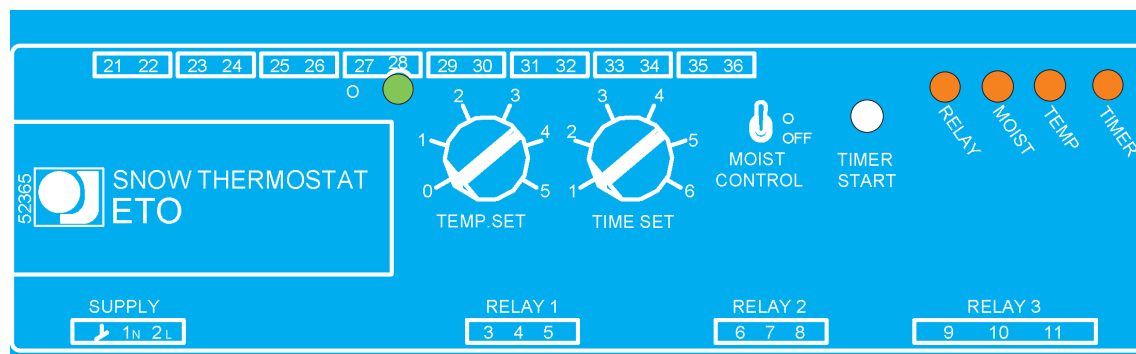 21 22 23 24 25 26 27 28 29 30 31 32 33 34 35 36
O
0 1 2 3 4 5
TEMP.SET
1 2 3 4 5 6
TIME SET
O
OFF
MOIST
CONTROL
TIMER
START
RELAY
MOIST
TEMP
TIMER
52365
SNOW THERMOSTAT
ETO
SUPPLY
1N 2L
RELAY 1
3 4 5
RELAY 2
6 7 8
RELAY 3
9 10 11